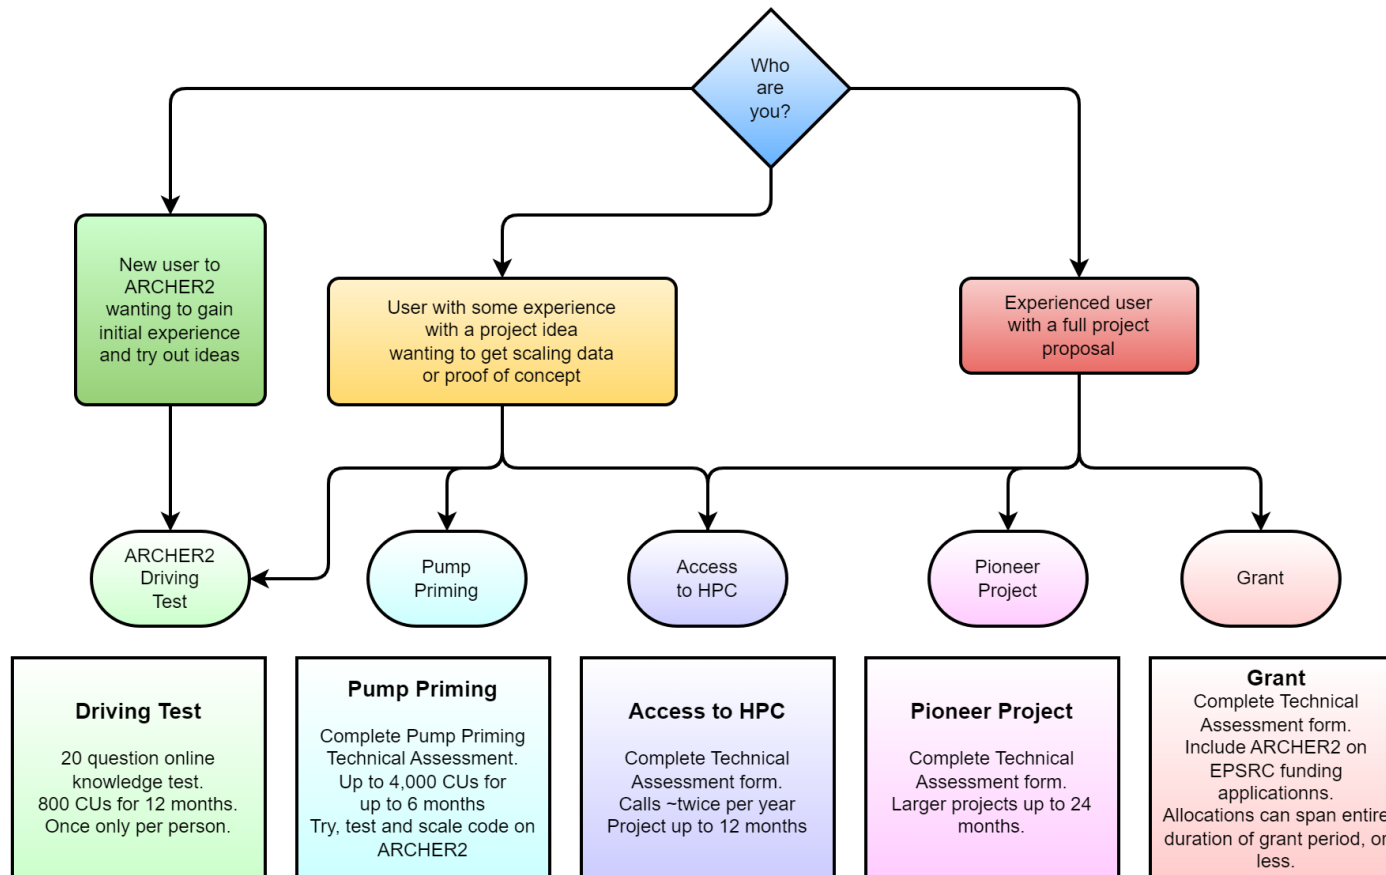 Who
are
you?
New user to
ARCHER2
wanting to gain
initial experience
and try out ideas
User with some experience
with a project idea
wanting to get scaling data
or proof of concept
Experienced user
with a full project
proposal
ARCHER2
Driving
Test
Pump
Priming
Access
to HPC
Pioneer
Project
Grant
Driving Test
20 question online
knowledge test.
800 CUs for 12 months.
Once only per person.
Pump Priming
Complete Pump Priming
Technical Assessment.
Up to 4,000 CUs for
up to 6 months
Try, test and scale code on
ARCHER2
Access to HPC
Complete Technical
Assessment form.
Calls ~twice per year
Project up to 12 months
Pioneer Project
Complete Technical
Assessment form.
Larger projects up to 24
months.
Grant
Complete Technical
Assessment form.
Include ARCHER2 on
EPSRC funding
applicationns.
Allocations can span entire
duration of grant period, or
less.